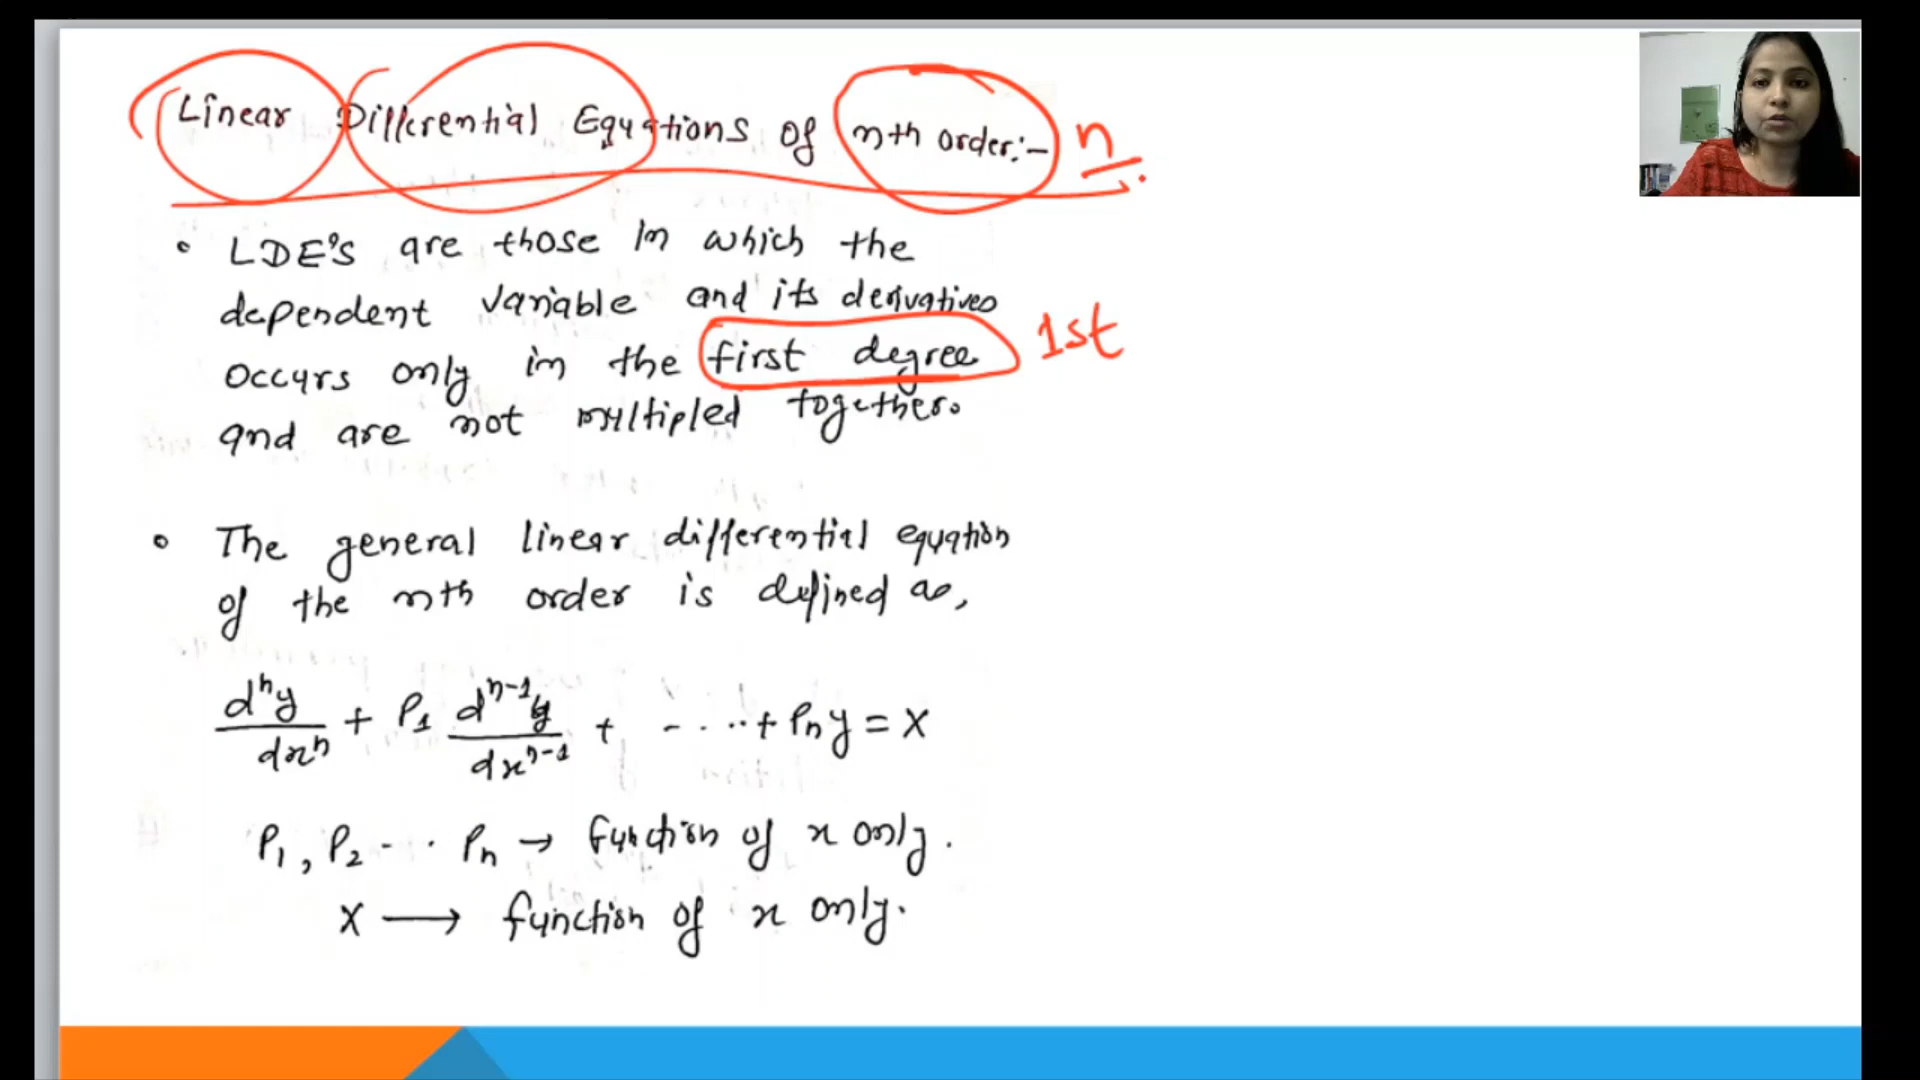 Linear Differential Equations of nth order:- n
• LDE's are those in which the
dependent variable and its derivatives
occurs only in the first degree 1st
and are not multipled together.
• The general linear differential equation
of the nth order is defined as,
dⁿy/dxⁿ + P₁ dⁿ⁻¹y/dxⁿ⁻¹ + - ... + Pₙy = X
P₁, P₂ - · · Pₙ → function of x only.
X ⟶ function of x only.